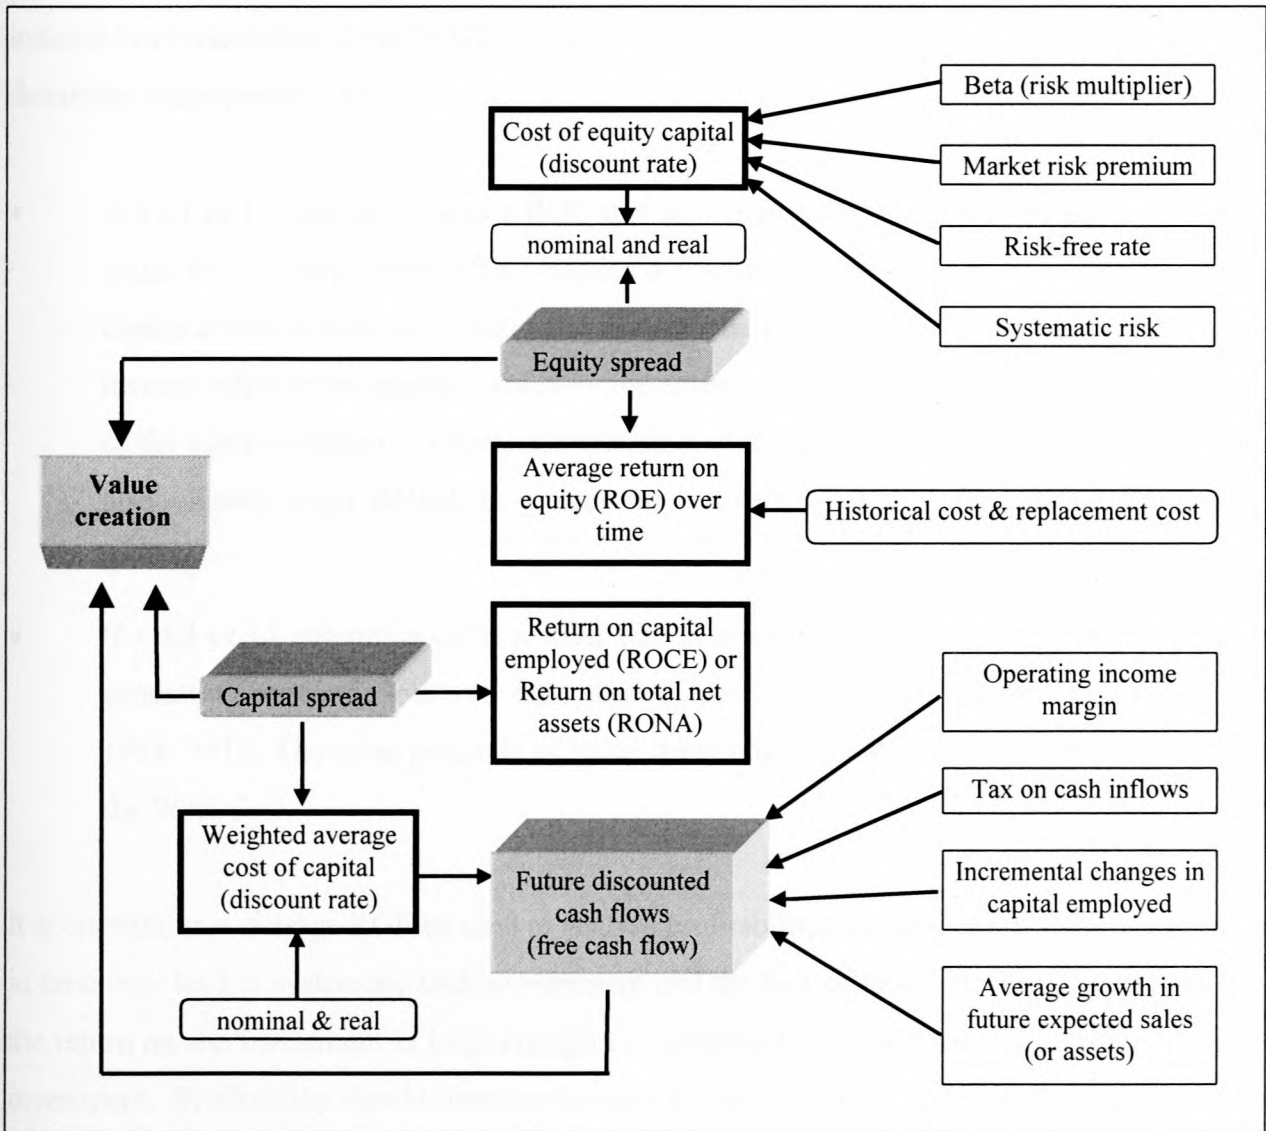 Beta (risk multiplier)
Cost of equity capital
(discount rate)
Market risk premium
nominal and real
Risk-free rate
Systematic risk
Equity spread
Value
creation
Average return on
equity (ROE) over
time
Historical cost & replacement cost
Return on capital
employed (ROCE) or
Return on total net
assets (RONA)
Capital spread
Operating income
margin
Tax on cash inflows
Weighted average
cost of capital
(discount rate)
Future discounted
cash flows
(free cash flow)
Incremental changes in
capital employed
nominal & real
Average growth in
future expected sales
(or assets)